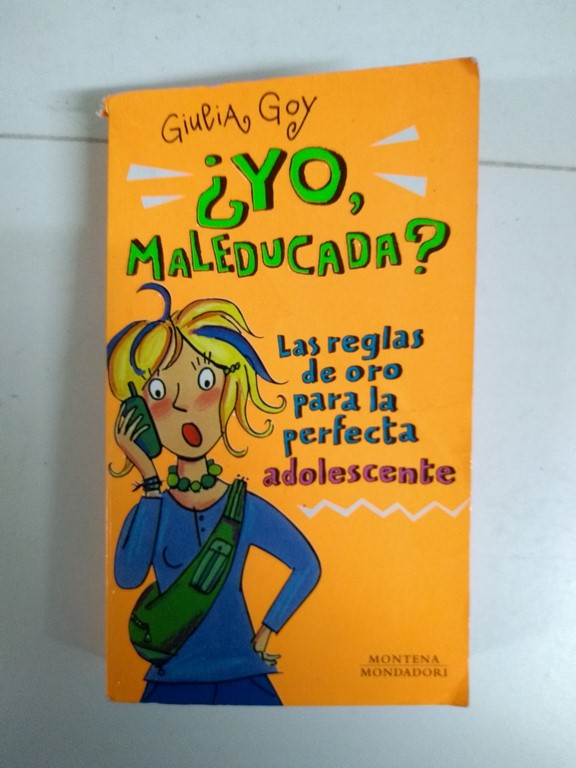 Giulia Goy
¿YO,
MALEDUCADA?
Las reglas
de oro
para la
perfecta
adolescente
MONTENA
MONDADORI